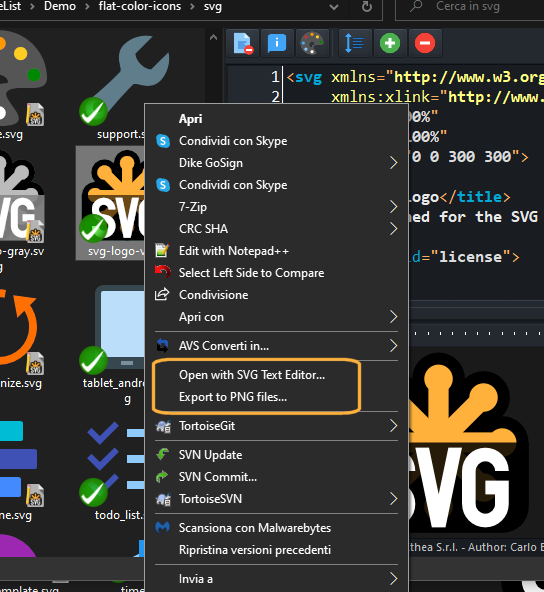 eList › Demo › flat-color-icons › svg
Cerca in svg
e.svg
support.s
SVG
o-gray.sv
g
SVG
svg-logo-v
nize.svg
tablet_andro
g
ne.svg
todo_list.
emplate.svg
time
Apri
Condividi con Skype
Dike GoSign
Condividi con Skype
7-Zip
CRC SHA
Edit with Notepad++
Select Left Side to Compare
Condivisione
Apri con
AVS Converti in...
Open with SVG Text Editor...
Export to PNG files...
TortoiseGit
SVN Update
SVN Commit...
TortoiseSVN
Scansiona con Malwarebytes
Ripristina versioni precedenti
Invia a
1 <svg xmlns="http://www.w3.org
2 xmlns:xlink="http://www.
00%"
100%"
0 0 300 300">
ogo</title>
ned for the SVG
d="license">
SVG
ithea S.r.l. - Author: Carlo B